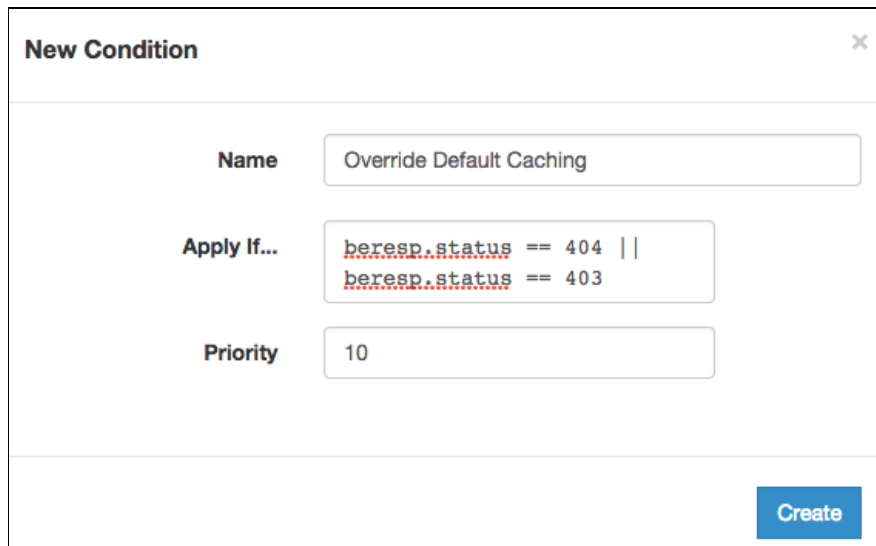 New Condition
×
Name
Override Default Caching
Apply If...
beresp.status == 404 ||
beresp.status == 403
Priority
10
Create